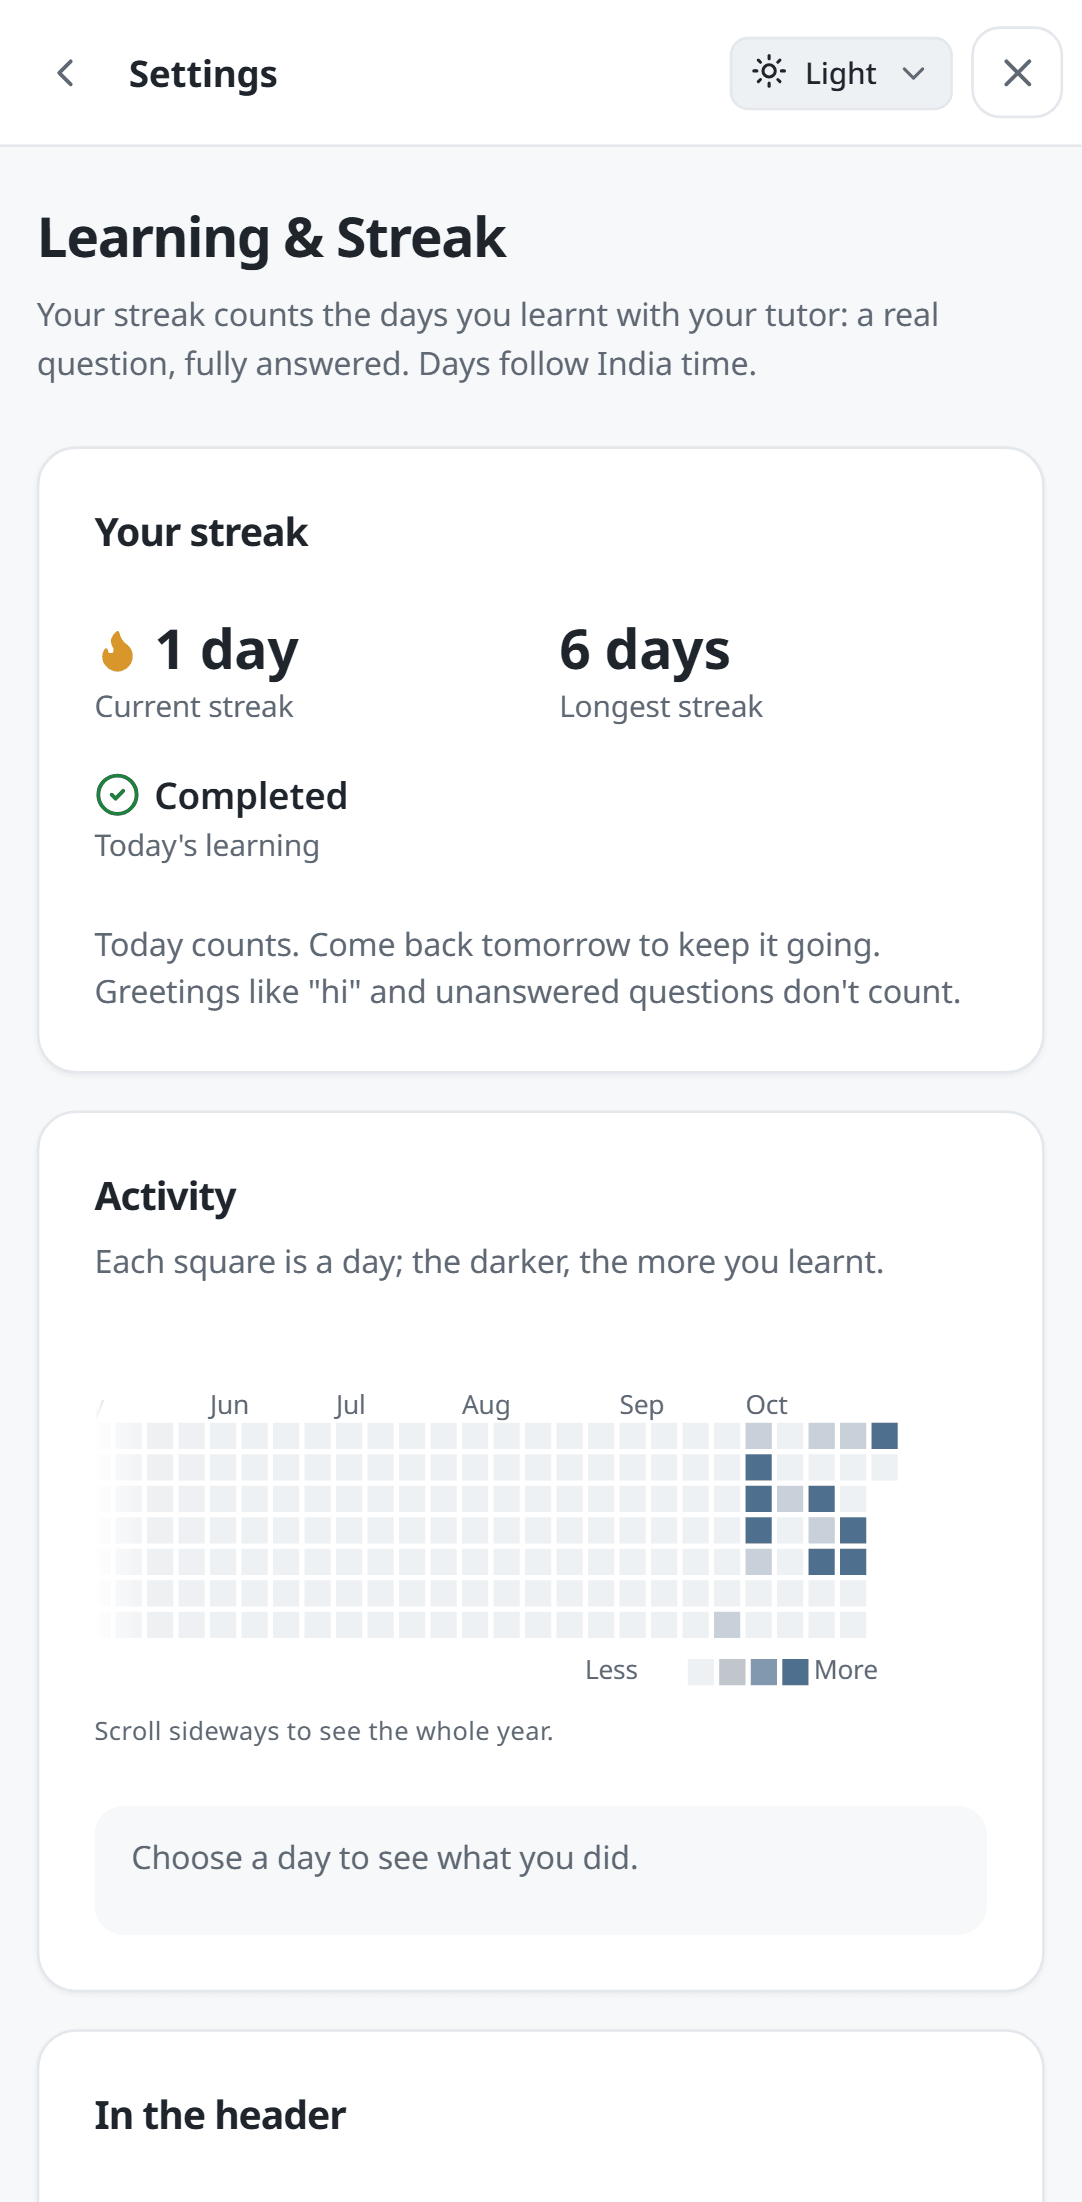 Settings
Light
Learning & Streak
Your streak counts the days you learnt with your tutor: a real
question, fully answered. Days follow India time.
Your streak
1 day
6 days
Current streak
Longest streak
Completed
Today's learning
Today counts. Come back tomorrow to keep it going.
Greetings like "hi" and unanswered questions don't count.
Activity
Each square is a day; the darker, the more you learnt.
Jun Jul Aug Sep Oct
Less More
Scroll sideways to see the whole year.
Choose a day to see what you did.
In the header